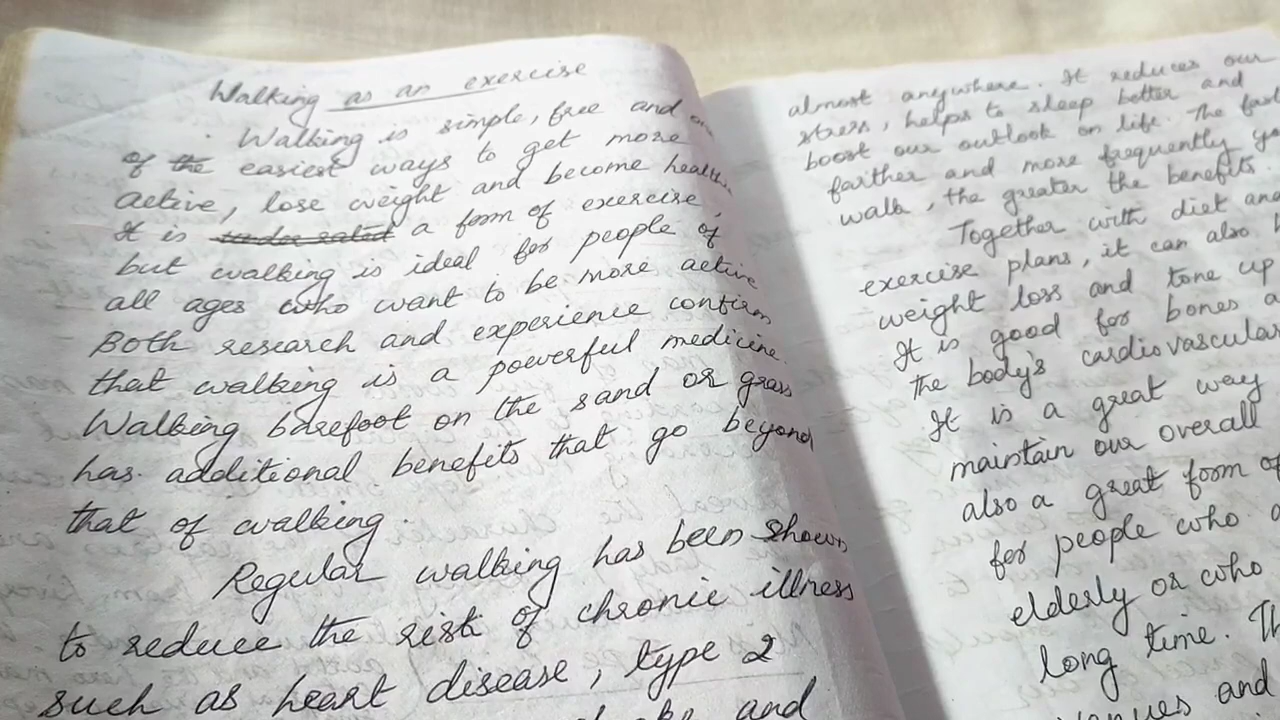 Walking as an exercise
Walking is simple, free and one
of the easiest ways to get more
active, lose weight and become
It is a form of exercise,
but walking is ideal for people of
all ages who want to be more active
Both research and experience confirm
that walking is a powerful medicine.
Walking barefoot on the sand or grass
has additional benefits that go beyond
that of walking.
Regular walking has been shown
to reduce the risk of chronic illness
such as heart disease, type 2
and
almost anywhere. It reduces our
stress, helps to sleep better and
boost our outlook on life. The
farther and more frequently
walk, the greater the benefits.
Together with diet and
exercise plans, it can also
weight loss and tone up
It is good for bones
the body's cardiovascular
It is a great way
maintain our overall
also a great form of
for people who
elderly or who
long time.
and